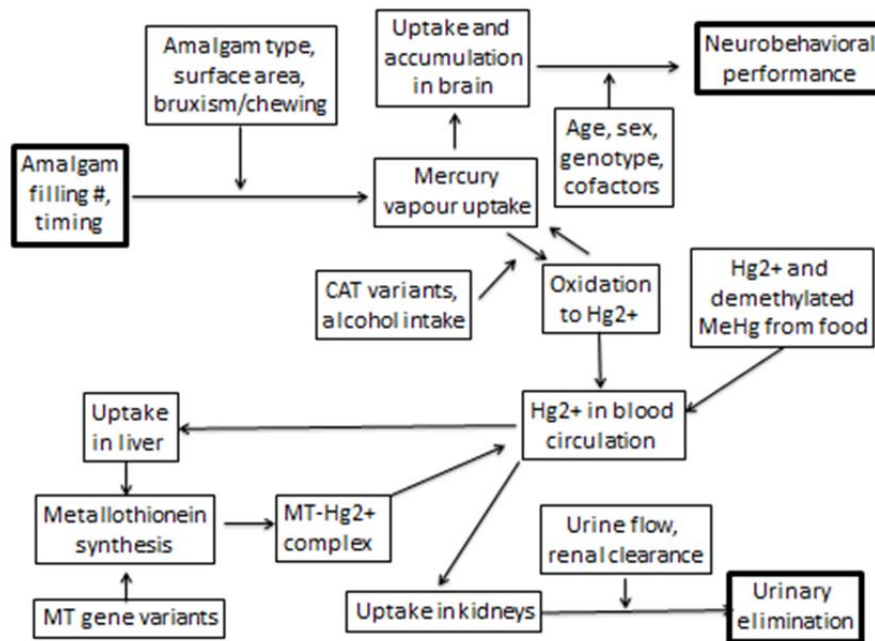 Amalgam type,
surface area,
bruxism/chewing
Uptake and
accumulation
in brain
Neurobehavioral
performance
Amalgam
filling #,
timing
Mercury
vapour uptake
Age, sex,
genotype,
cofactors
CAT variants,
alcohol intake
Oxidation
to Hg2+
Hg2+ and
demethylated
MeHg from food
Uptake
in liver
Hg2+ in blood
circulation
Metallothionein
synthesis
MT-Hg2+
complex
Urine flow,
renal clearance
MT gene variants
Uptake in kidneys
Urinary
elimination